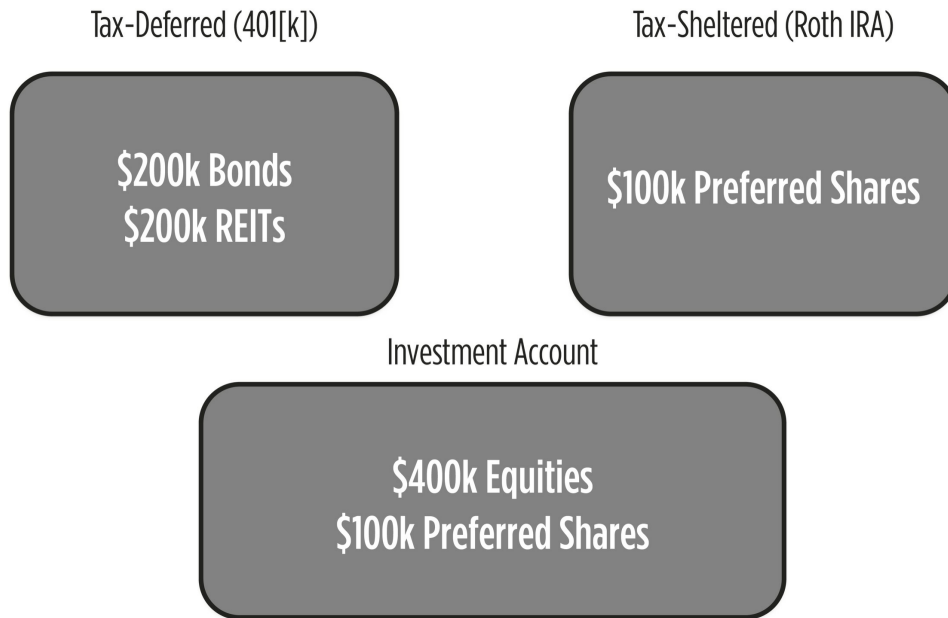 Tax-Deferred (401[k])
Tax-Sheltered (Roth IRA)
$200k Bonds
$200k REITs
$100k Preferred Shares
Investment Account
$400k Equities
$100k Preferred Shares